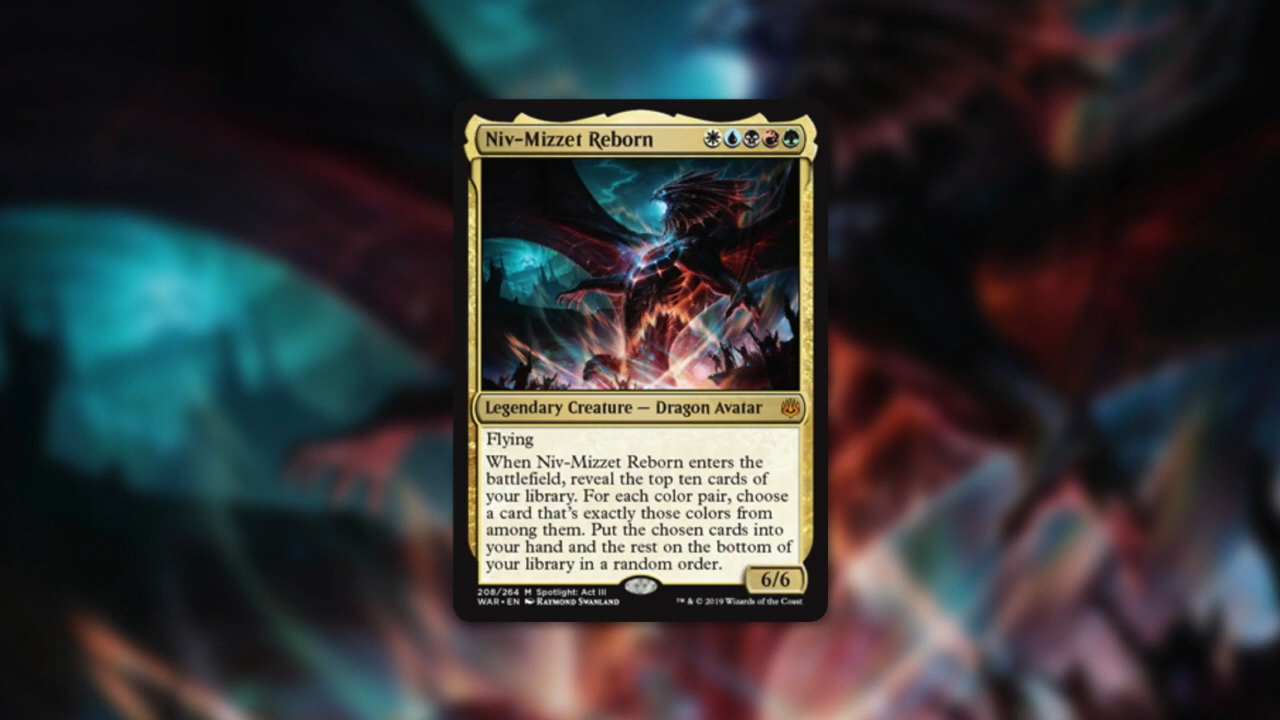 Niv-Mizzet Reborn
Legendary Creature — Dragon Avatar
Flying
When Niv-Mizzet Reborn enters the
battlefield, reveal the top ten cards of
your library. For each color pair, choose
a card that's exactly those colors from
among them. Put the chosen cards into
your hand and the rest on the bottom of
your library in a random order.
6/6
208/264 M Spotlight: Act III
WAR • EN Raymond Swanland
™ & © 2019 Wizards of the Coast